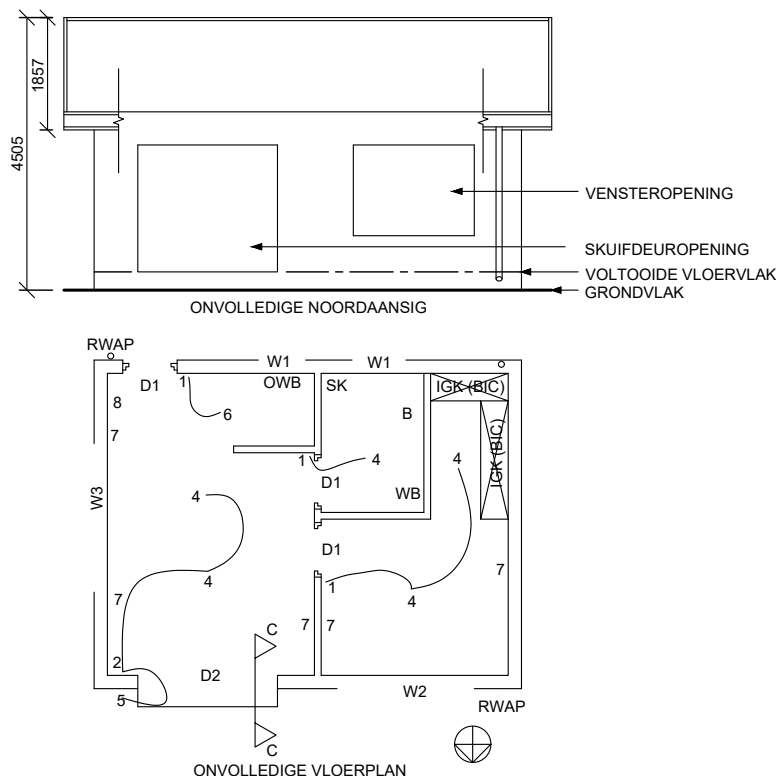 1857
4505
VENSTEROPENING
SKUIFDEUROPENING
VOLTOOIDE VLOERVLAK
GRONDVLAK
ONVOLLEDIGE NOORDAANSIG
RWAP
W1
W1
D1
1
OWB
SK
IGK (BIC)
8
6
B
7
IGK (BIC)
1
4
4
D1
W3
4
WB
D1
4
7
1
4
7
7
7
C
2
D2
5
W2
RWAP
C
ONVOLLEDIGE VLOERPLAN